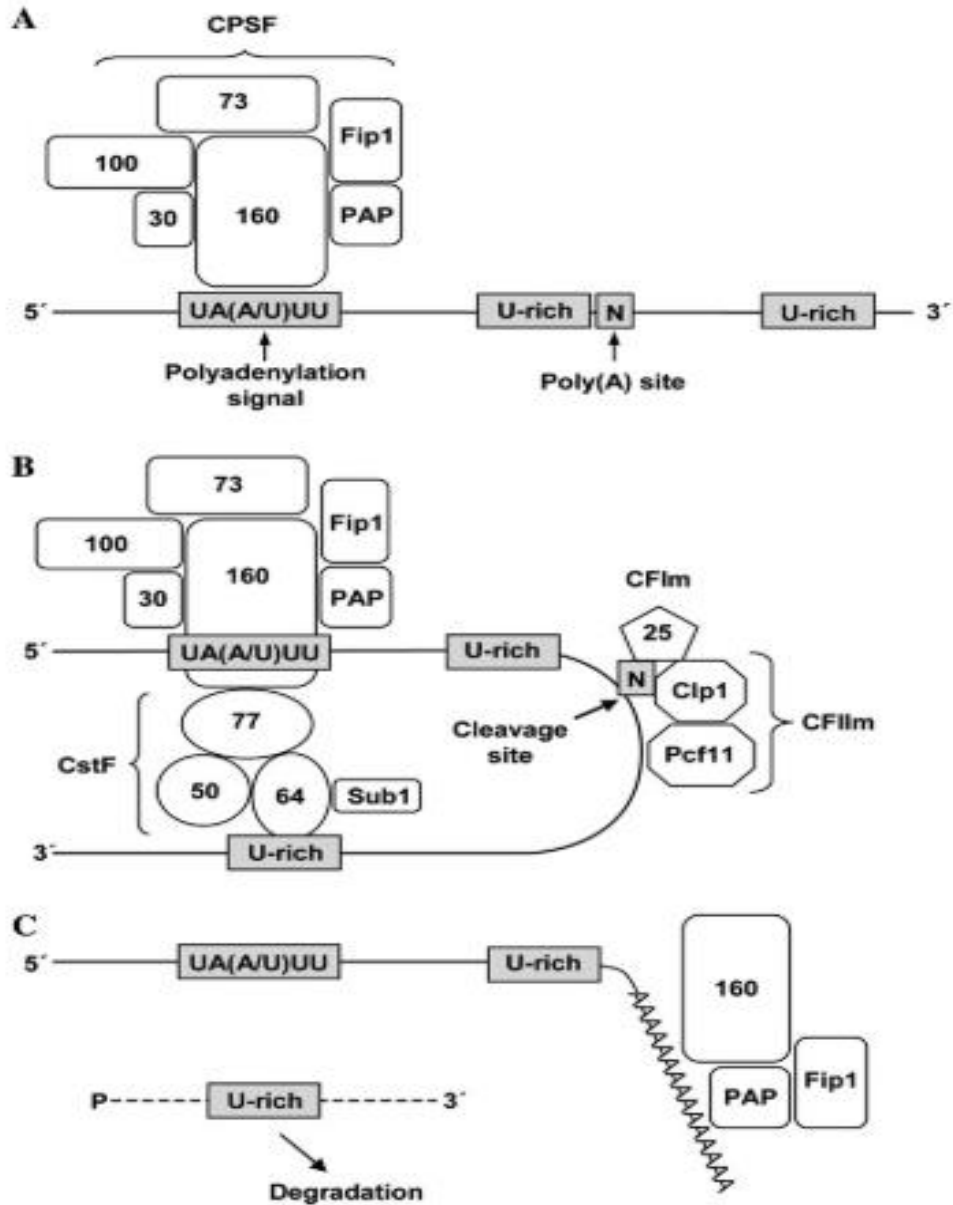 A
CPSF
73
Fip1
100
160
30
PAP
5´ UA(A/U)UU U-rich N U-rich 3´
Polyadenylation
signal
Poly(A) site
B
73
Fip1
100
160
30
PAP
CFIm
25
5´ UA(A/U)UU U-rich
N
Clp1
Cleavage
site
CFIIm
Pcf11
77
CstF
50
64
Sub1
3´ U-rich
C
5´ UA(A/U)UU U-rich
160
AAAAAAAAAAAAAAAA
Fip1
PAP
P U-rich 3´
Degradation